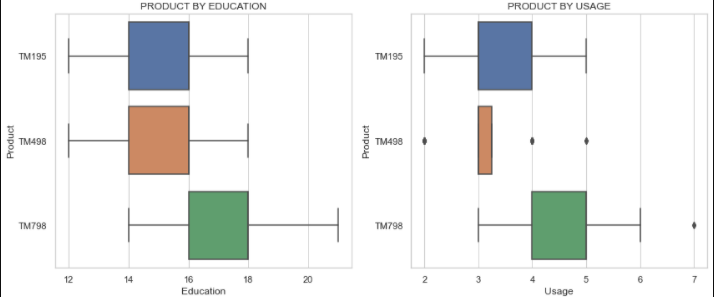 PRODUCT BY EDUCATION
TM195
TM498
TM798
Product
12 14 16 18 20
Education
PRODUCT BY USAGE
TM195
TM498
TM798
Product
2 3 4 5 6 7
Usage